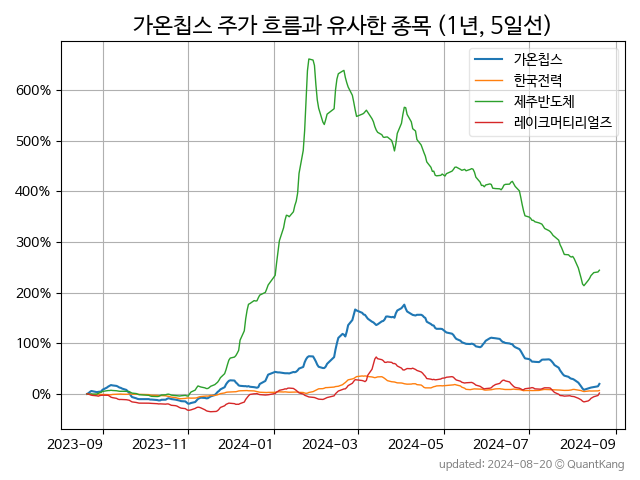 가온칩스 주가 흐름과 유사한 종목 (1년, 5일선)
가온칩스
한국전력
제주반도체
레이크머티리얼즈
600%
500%
400%
300%
200%
100%
0%
2023-09 2023-11 2024-01 2024-03 2024-05 2024-07 2024-09
updated: 2024-08-20 © QuantKang